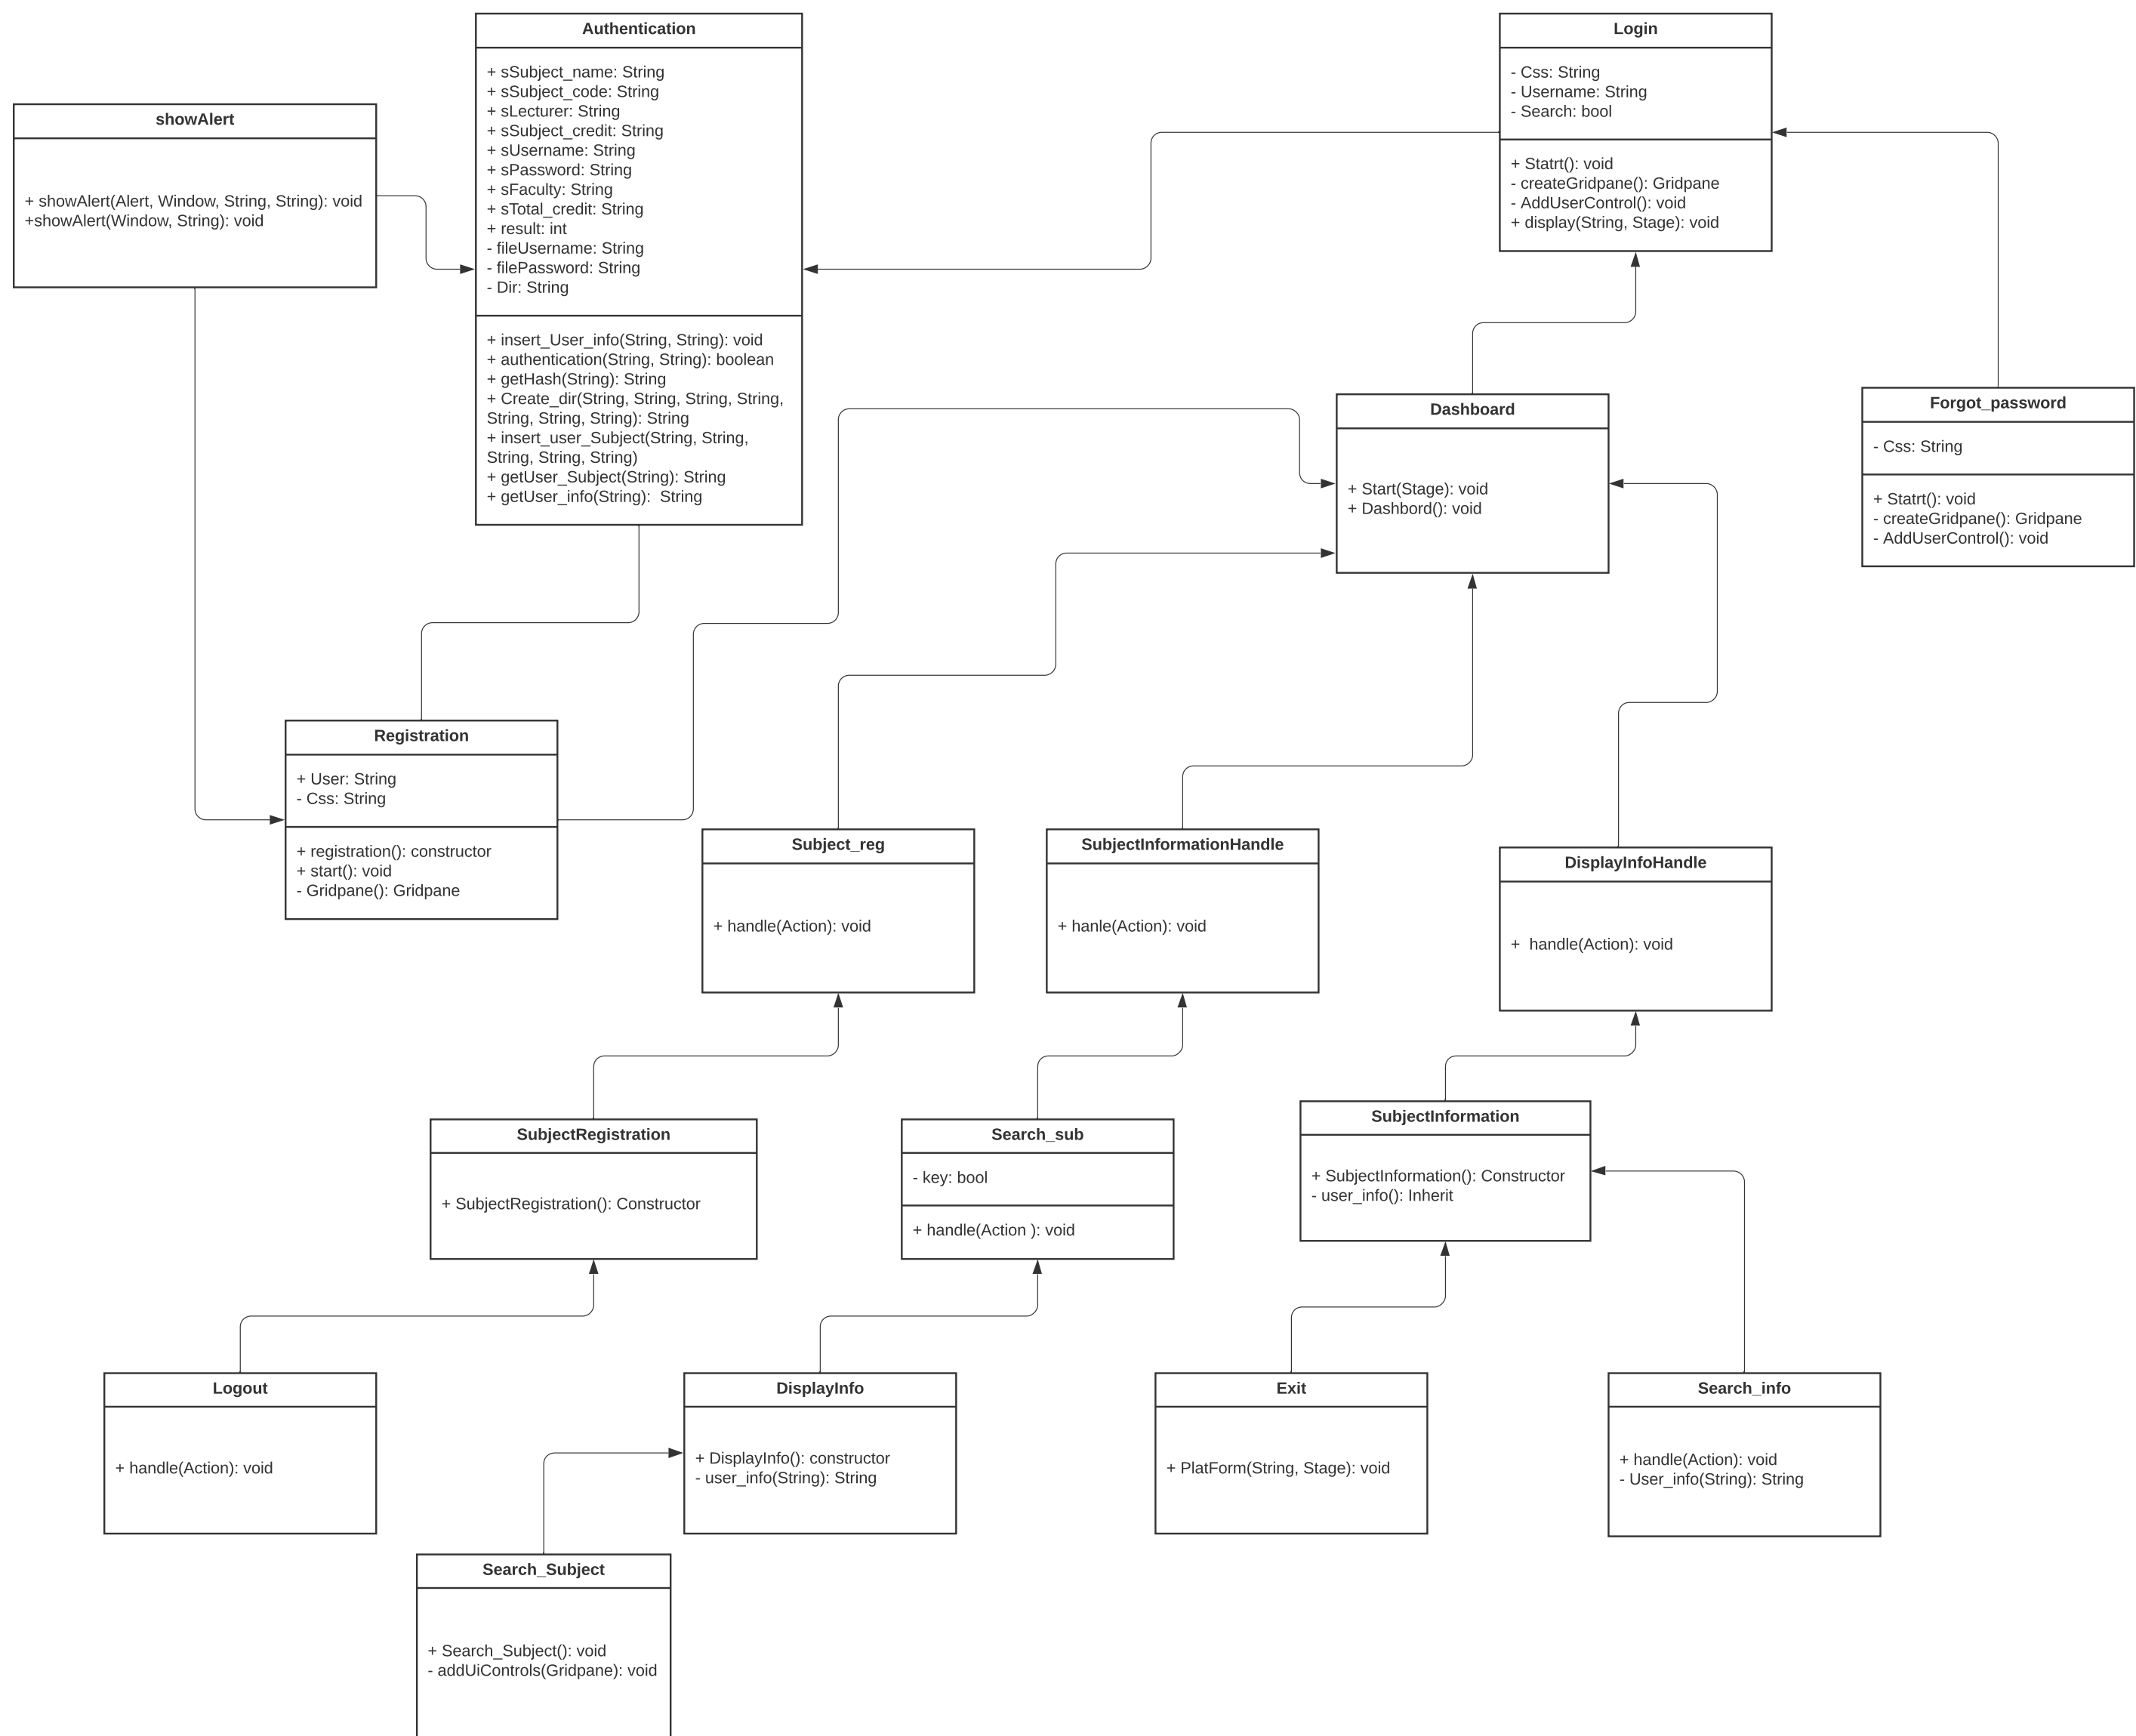 Authentication
+ sSubject_name: String
+ sSubject_code: String
+ sLecturer: String
+ sSubject_credit: String
+ sUsername: String
+ sPassword: String
+ sFaculty: String
+ sTotal_credit: String
+ result: int
- fileUsername: String
- filePassword: String
- Dir: String
+ insert_User_info(String, String): void
+ authentication(String, String): boolean
+ getHash(String): String
+ Create_dir(String, String, String, String,
String, String, String): String
+ insert_user_Subject(String, String,
String, String, String)
+ getUser_Subject(String): String
+ getUser_info(String):  String
Login
- Css: String
- Username: String
- Search: bool
+ Statrt(): void
- createGridpane(): Gridpane
- AddUserControl(): void
+ display(String, Stage): void
showAlert
+ showAlert(Alert, Window, String, String): void
+showAlert(Window, String): void
Dashboard
+ Start(Stage): void
+ Dashbord(): void
Forgot_password
- Css: String
+ Statrt(): void
- createGridpane(): Gridpane
- AddUserControl(): void
Registration
+ User: String
- Css: String
+ registration(): constructor
+ start(): void
- Gridpane(): Gridpane
Subject_reg
+ handle(Action): void
SubjectInformationHandle
+ hanle(Action): void
DisplayInfoHandle
+  handle(Action): void
SubjectRegistration
+ SubjectRegistration(): Constructor
Search_sub
- key: bool
+ handle(Action ): void
SubjectInformation
+ SubjectInformation(): Constructor
- user_info(): Inherit
Logout
+ handle(Action): void
DisplayInfo
+ DisplayInfo(): constructor
- user_info(String): String
Exit
+ PlatForm(String, Stage): void
Search_info
+ handle(Action): void
- User_info(String): String
Search_Subject
+ Search_Subject(): void
- addUiControls(Gridpane): void